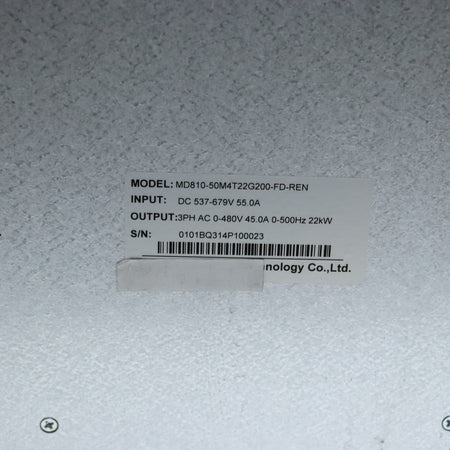 MODEL: MD810-50M4T22G200-FD-REN
INPUT: DC 537-679V 55.0A
OUTPUT:3PH AC 0-480V 45.0A 0-500Hz 22kW
S/N: 0101BQ314P100023
nology Co.,Ltd.